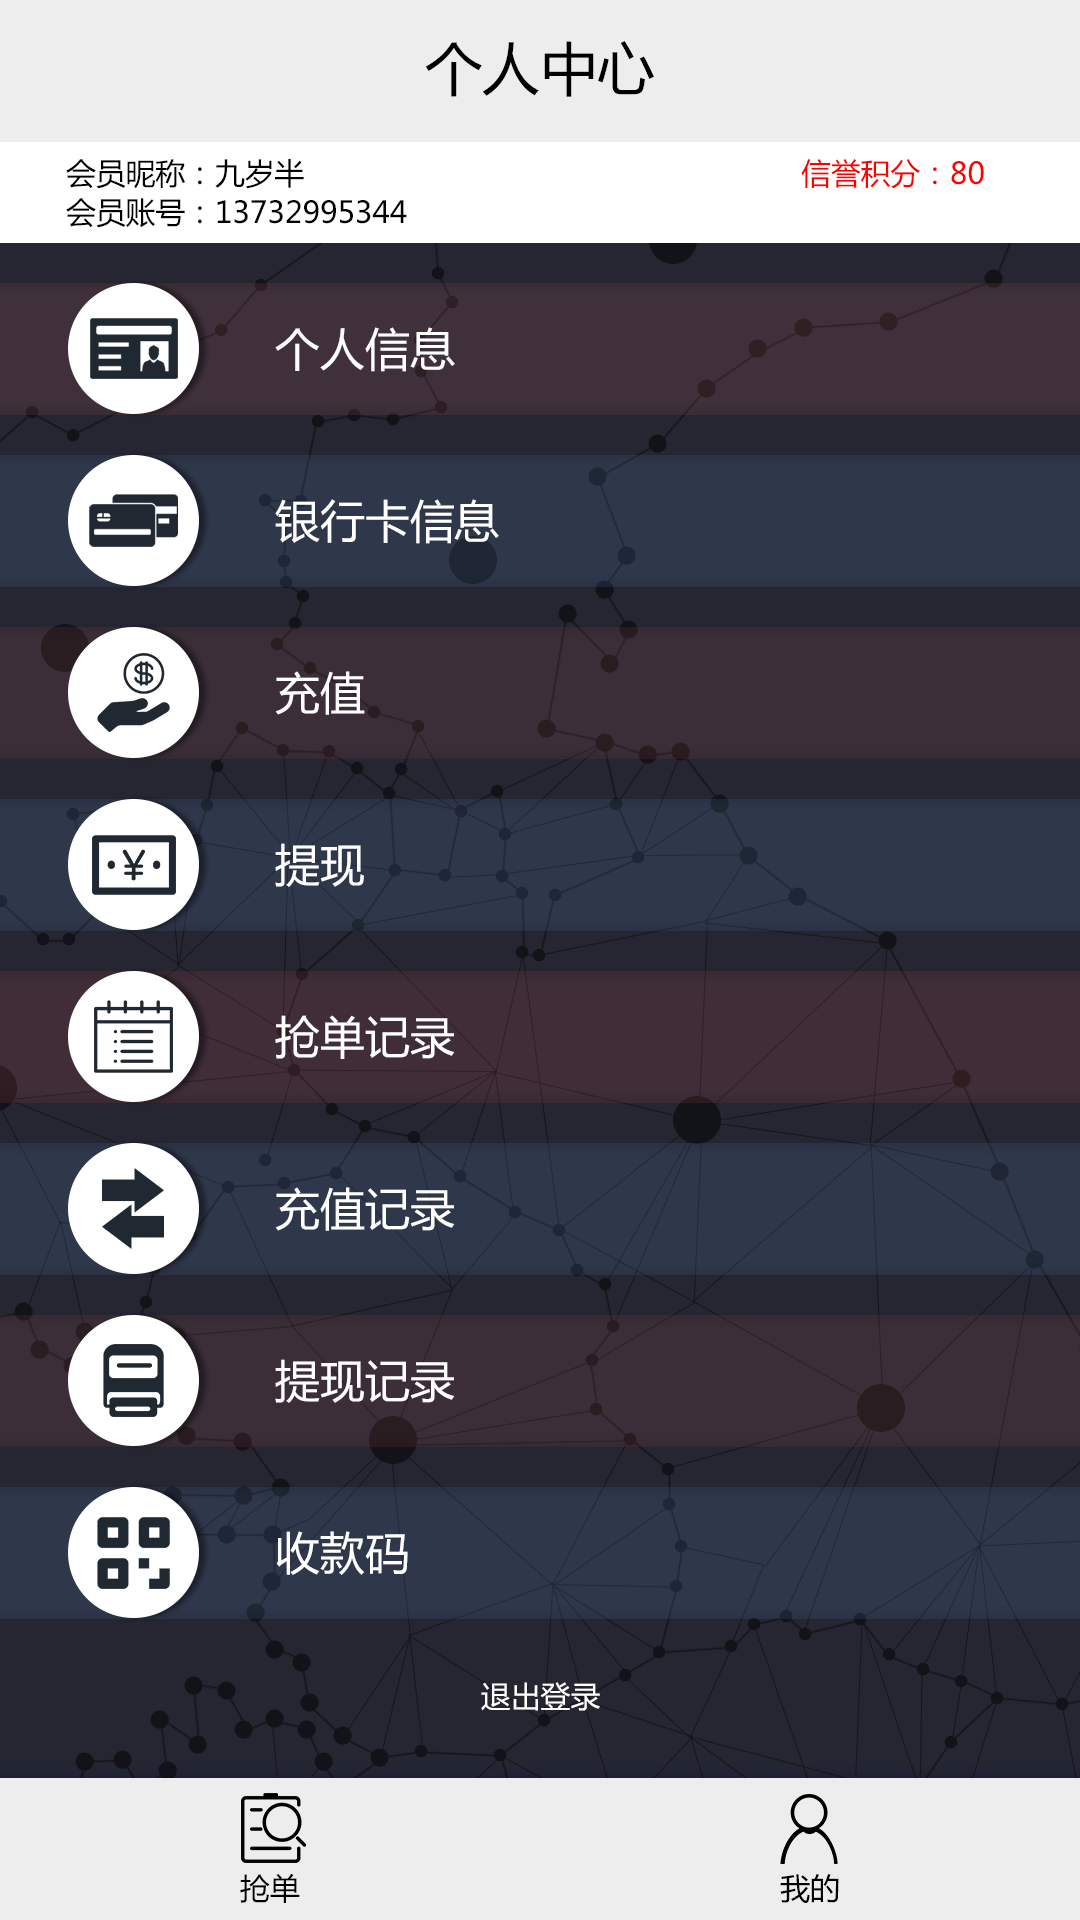 个人中心
会员昵称：九岁半
信誉积分：80
会员账号：13732995344
个人信息
银行卡信息
充值
提现
抢单记录
充值记录
提现记录
收款码
退出登录
抢单
我的